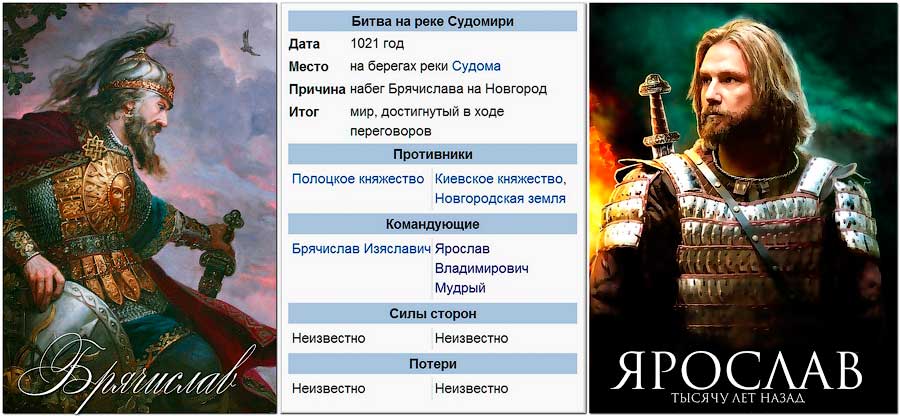 Брячислав
Битва на реке Судомири
Дата 1021 год
Место на берегах реки Судома
Причина набег Брячислава на Новгород
Итог мир, достигнутый в ходе
переговоров
Противники
Полоцкое княжество Киевское княжество,
Новгородская земля
Командующие
Брячислав Изяславич Ярослав
Владимирович
Мудрый
Силы сторон
Неизвестно Неизвестно
Потери
Неизвестно Неизвестно
ЯРОСЛАВ
ТЫСЯЧУ ЛЕТ НАЗАД